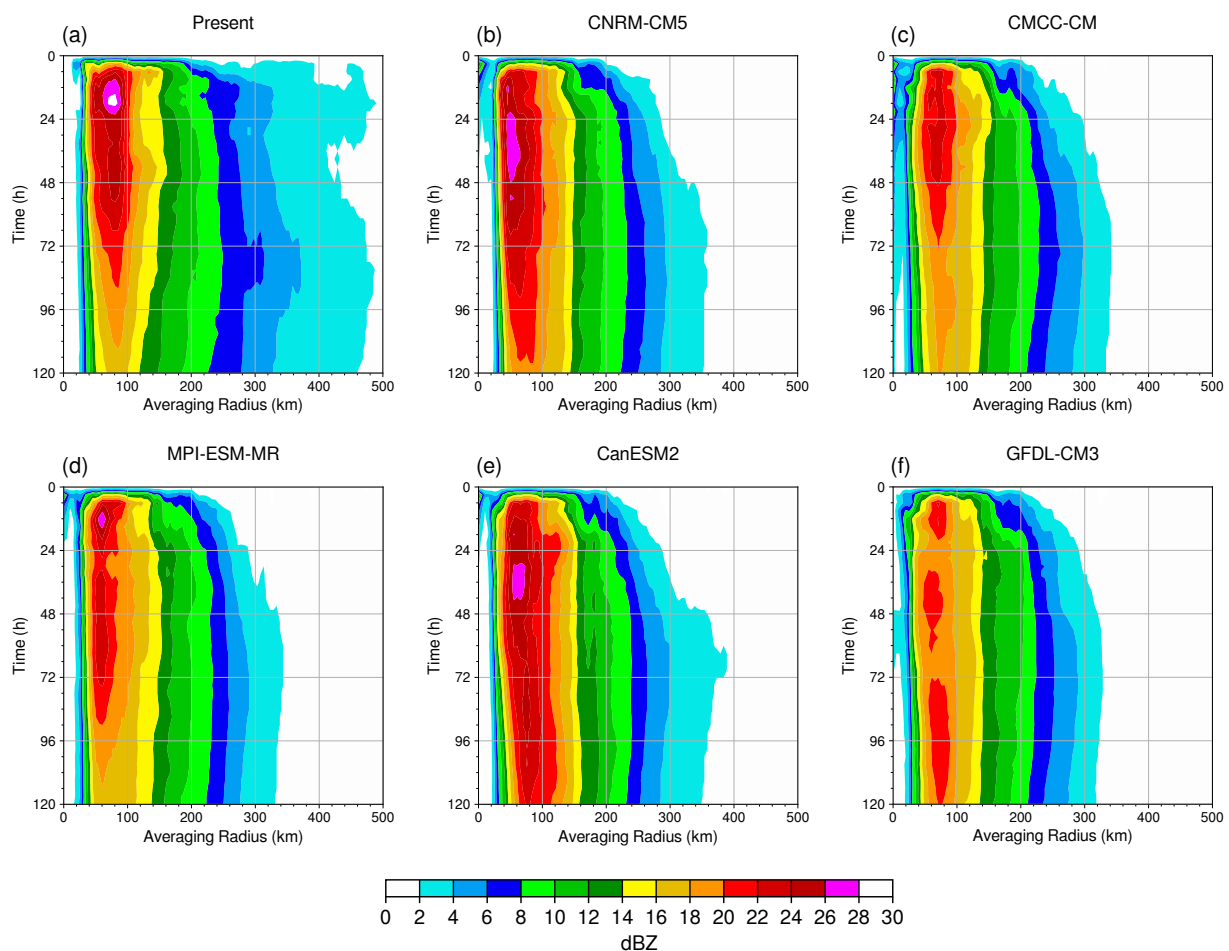 (a) Present
0
24
48
72
96
120
Time (h)
0 100 200 300 400 500
Averaging Radius (km)
(b) CNRM-CM5
0
24
48
72
96
120
Time (h)
0 100 200 300 400 500
Averaging Radius (km)
(c) CMCC-CM
0
24
48
72
96
120
Time (h)
0 100 200 300 400 500
Averaging Radius (km)
(d) MPI-ESM-MR
0
24
48
72
96
120
Time (h)
0 100 200 300 400 500
Averaging Radius (km)
(e) CanESM2
0
24
48
72
96
120
Time (h)
0 100 200 300 400 500
Averaging Radius (km)
(f) GFDL-CM3
0
24
48
72
96
120
Time (h)
0 100 200 300 400 500
Averaging Radius (km)
0 2 4 6 8 10 12 14 16 18 20 22 24 26 28 30
dBZ